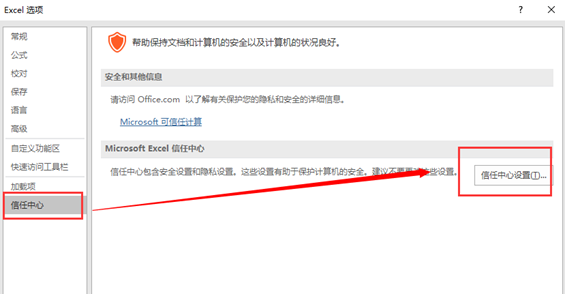 Excel 选项
? ×
常规
公式
校对
保存
语言
高级
自定义功能区
快速访问工具栏
加载项
信任中心
帮助保持文档和计算机的安全以及计算机的状况良好。
安全和其他信息
请访问 Office.com 以了解有关保护您的隐私和安全的详细信息。
Microsoft 可信任计算
Microsoft Excel 信任中心
信任中心包含安全设置和隐私设置。这些设置有助于保护计算机的安全。建议不要更改这些设置。
信任中心设置(T)...